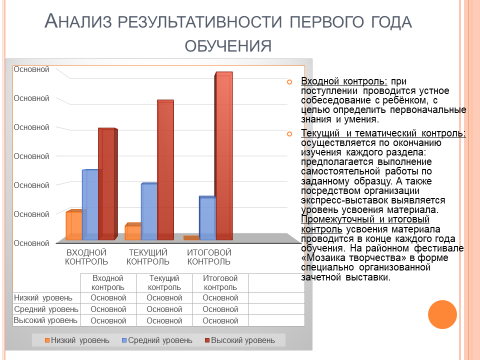 Анализ результативности первого года
обучения
Основной
Основной
Основной
Основной
Основной
Основной
Основной
ВХОДНОЙ КОНТРОЛЬ
ТЕКУЩИЙ КОНТРОЛЬ
ИТОГОВОЙ КОНТРОЛЬ
Входной контроль
Текущий контроль
Итоговой контроль
Низкий уровень Основной Основной Основной
Средний уровень Основной Основной Основной
Высокий уровень Основной Основной Основной
Низкий уровень Средний уровень Высокий уровень
Входной контроль: при
поступлении проводится устное
собеседование с ребёнком, с
целью определить первоначальные
знания и умения.
Текущий и тематический контроль:
осуществляется по окончанию
изучения каждого раздела:
предполагается выполнение
самостоятельной работы по
заданному образцу. А также
посредством организации
экспресс-выставок выявляется
уровень усвоения материала.
Промежуточный и итоговый
контроль усвоения материала
проводится в конце каждого года
обучения. На районном фестивале
«Мозаика творчества» в форме
специально организованной
зачетной выставки.